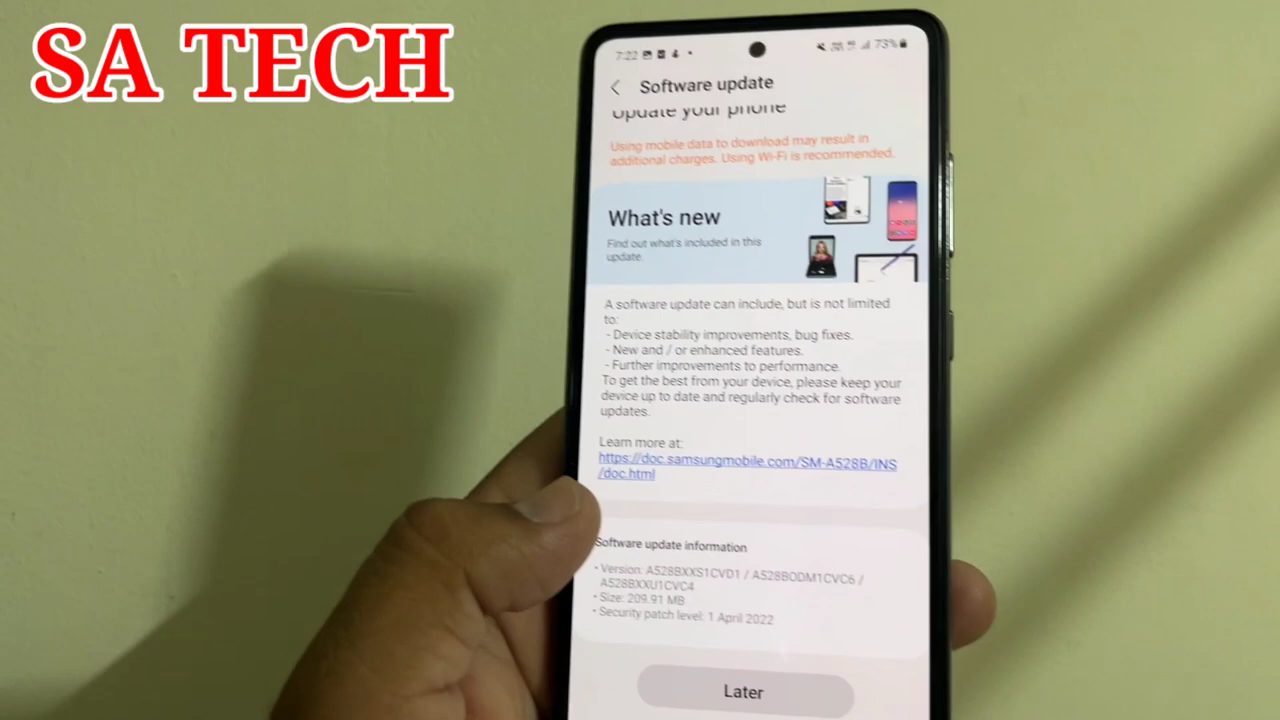 SA TECH
7:22
73%
Software update
Update your phone
Using mobile data to download may result in
additional charges. Using Wi-Fi is recommended.
What's new
Find out what's included in this
update.
A software update can include, but is not limited
to:
- Device stability improvements, bug fixes.
- New and / or enhanced features.
- Further improvements to performance.
To get the best from your device, please keep your
device up to date and regularly check for software
updates.
Learn more at:
https://doc.samsungmobile.com/SM-A528B/INS
/doc.html
Software update information
• Version: A528BXXS1CVD1 / A528BODM1CVC6 /
A528BXXU1CVC4
• Size: 209.91 MB
• Security patch level: 1 April 2022
Later